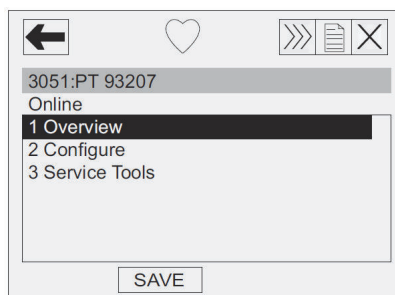 3051:PT 93207
Online
1 Overview
2 Configure
3 Service Tools
SAVE